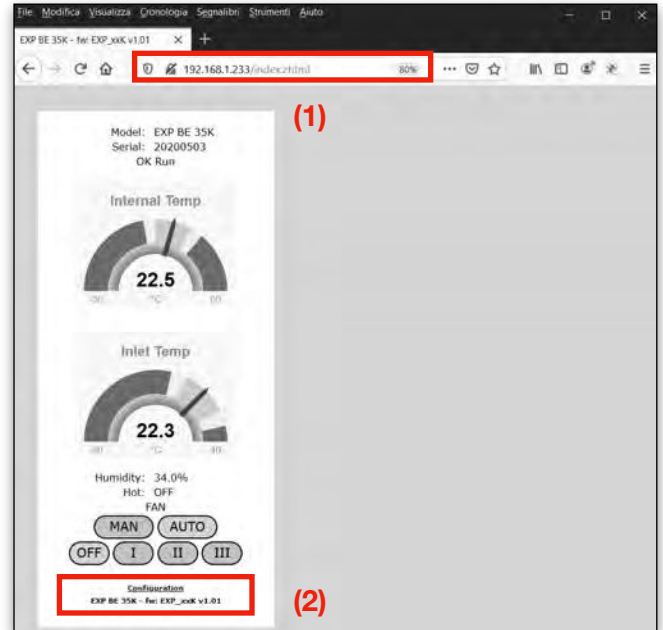 File Modifica Visualizza Cronologia Segnalibri Strumenti Aiuto
EXP BE 35K - fw: EXP_xxK v1.01
192.168.1.233/index.zhtml 80%
(1)
Model: EXP BE 35K
Serial: 20200503
OK Run
Internal Temp
22.5
°C
Inlet Temp
22.3
°C
Humidity: 34.0%
Hot: OFF
FAN
MAN AUTO
OFF I II III
Configuration
EXP BE 35K - fw: EXP_xxK v1.01
(2)